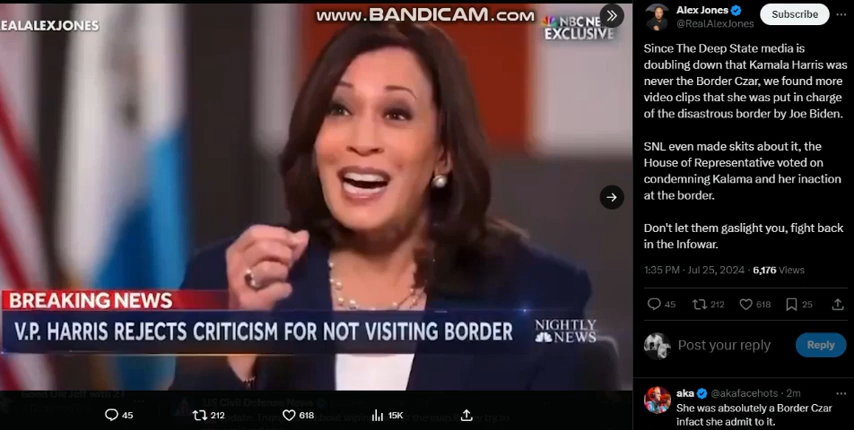 www.BANDICAM.com
EALALEXJONES
NBC NE
EXCLUSIVE
BREAKING NEWS
V.P. HARRIS REJECTS CRITICISM FOR NOT VISITING BORDER
NIGHTLY
NEWS
45
212
618
15K
Alex Jones
@RealAlexJones
Subscribe
Since The Deep State media is
doubling down that Kamala Harris was
never the Border Czar, we found more
video clips that she was put in charge
of the disastrous border by Joe Biden.
SNL even made skits about it, the
House of Representative voted on
condemning Kalama and her inaction
at the border.
Don't let them gaslight you, fight back
in the Infowar.
1:35 PM · Jul 25, 2024 · 6,176 Views
45
212
618
25
Post your reply
Reply
aka @akafacehots · 2m
She was absolutely a Border Czar
infact she admit to it.